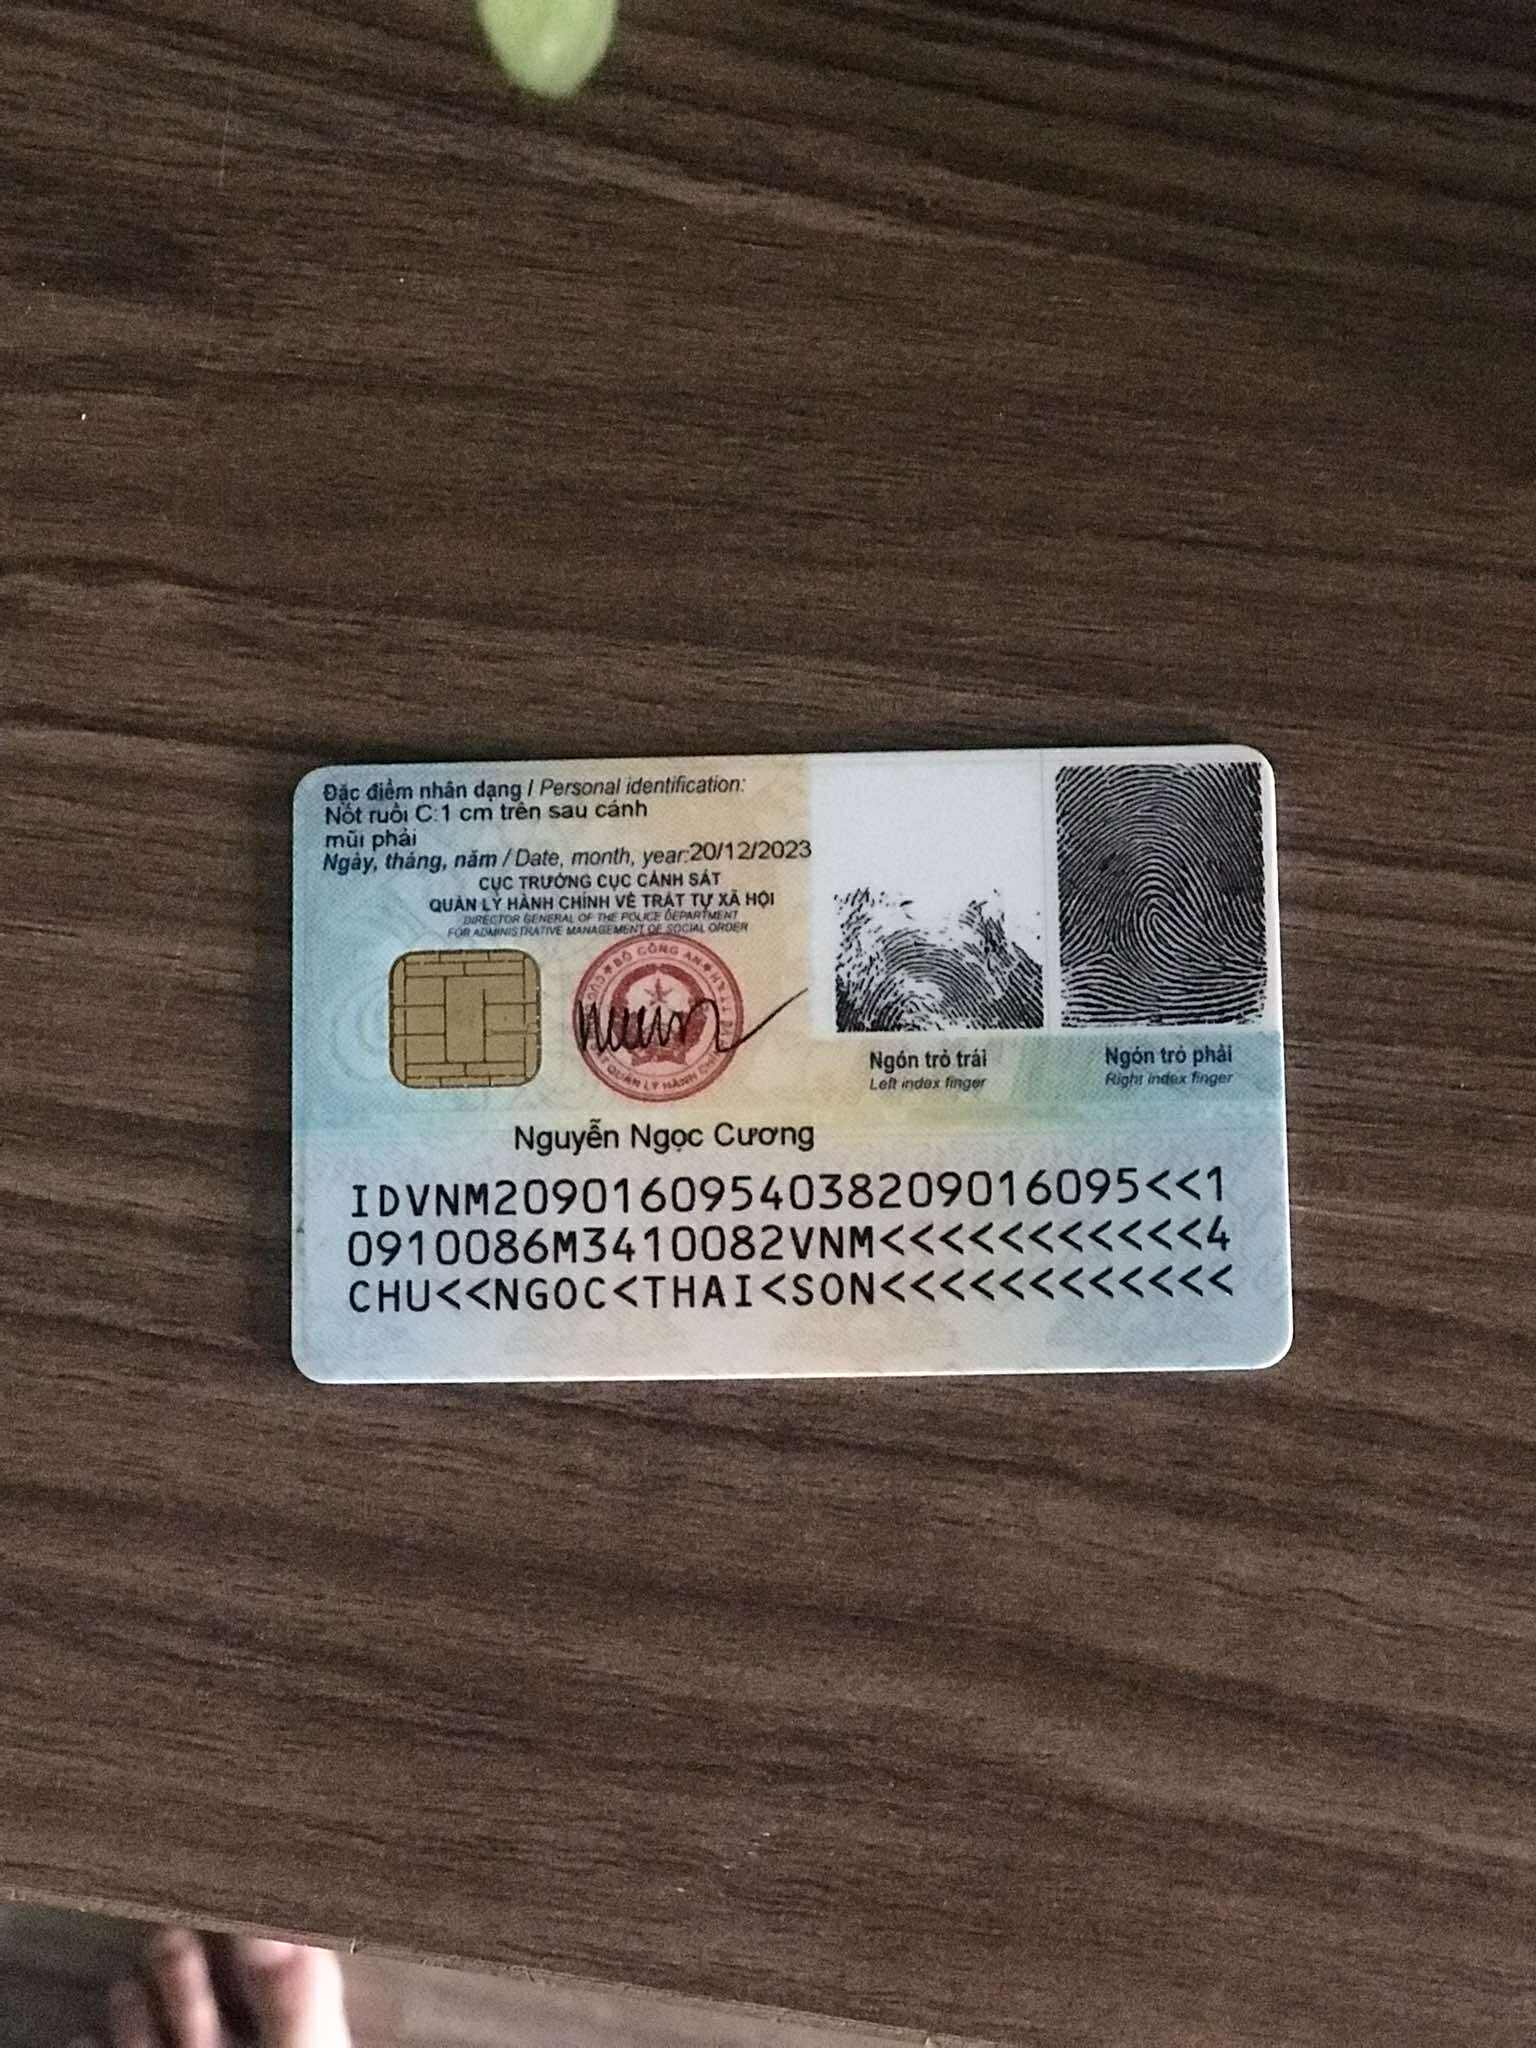 Đặc điểm nhân dạng / Personal identification:
Nốt ruồi C:1 cm trên sau cánh
mũi phải
Ngày, tháng, năm / Date, month, year:20/12/2023
CỤC TRƯỞNG CỤC CẢNH SÁT
QUẢN LÝ HÀNH CHÍNH VỀ TRẬT TỰ XÃ HỘI
DIRECTOR GENERAL OF THE POLICE DEPARTMENT
FOR ADMINISTRATIVE MANAGEMENT OF SOCIAL ORDER
BỘ CÔNG AN
QUẢN LÝ HÀNH CHÍNH
Ngón trỏ trái
Left index finger
Ngón trỏ phải
Right index finger
Nguyễn Ngọc Cương
IDVNM2090160954038209016095<<1
0910086M3410082VNM<<<<<<<<<<<4
CHU<<NGOC<THAI<SON<<<<<<<<<<<<